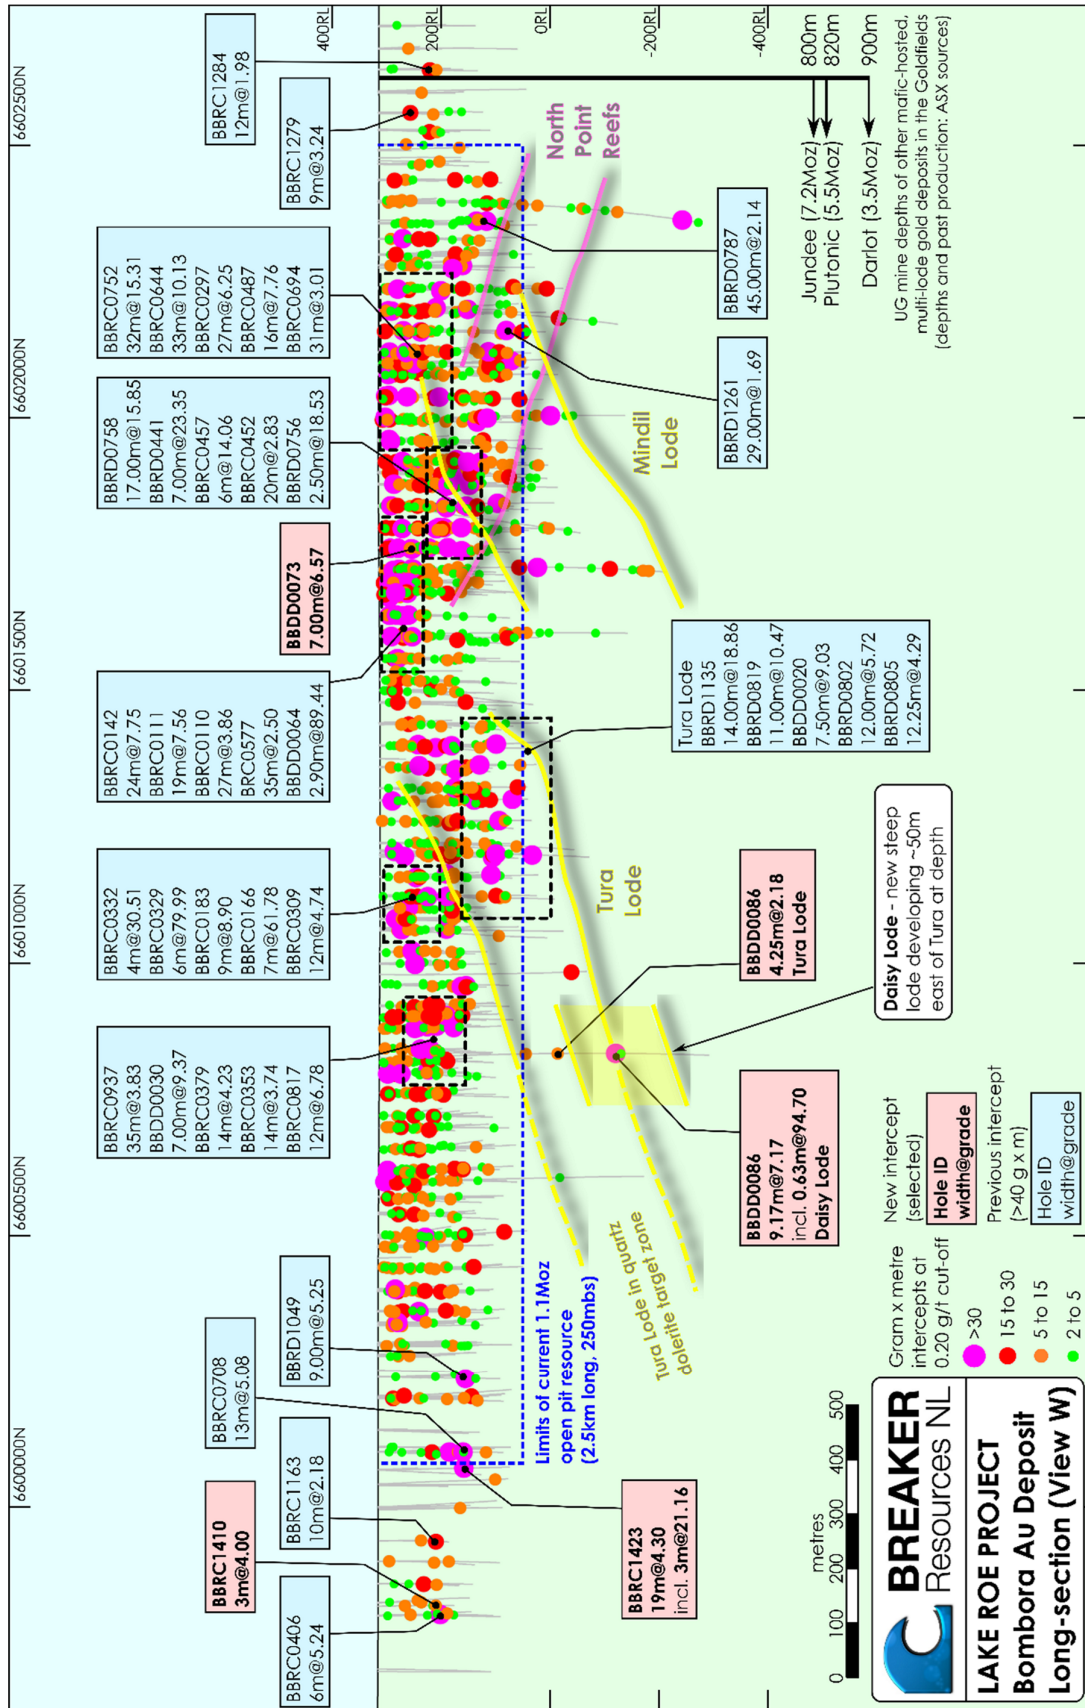 6600000N
6600500N
6601000N
6601500N
6602000N
6602500N
400RL
200RL
0RL
-200RL
-400RL
BBRC0406
6m@5.24
BBRC1410
3m@4.00
BBRC1163
10m@2.18
BBRC0708
13m@5.08
BBRD1049
9.00m@5.25
BBRC0937
35m@3.83
BBDD0030
7.00m@9.37
BBRC0379
14m@4.23
BBRC0353
14m@3.74
BBRC0817
12m@6.78
BBRC0332
4m@30.51
BBRC0329
6m@79.99
BBRC0183
9m@8.90
BBRC0166
7m@61.78
BBRC0309
12m@4.74
BBRC0142
24m@7.75
BBRC0111
19m@7.56
BBRC0110
27m@3.86
BRC0577
35m@2.50
BBDD0064
2.90m@89.44
BBDD0073
7.00m@6.57
BBRD0758
17.00m@15.85
BBRD0441
7.00m@23.35
BBRC0457
6m@14.06
BBRC0452
20m@2.83
BBRD0756
2.50m@18.53
BBRC0752
32m@15.31
BBRC0644
33m@10.13
BBRC0297
27m@6.25
BBRC0487
16m@7.76
BBRC0694
31m@3.01
BBRC1279
9m@3.24
BBRC1284
12m@1.98
Limits of current 1.1Moz
open pit resource
(2.5km long, 250mbs)
Tura Lode in quartz
dolerite target zone
Tura
Lode
Mindil
Lode
North
Point
Reefs
BBRC1423
19m@4.30
incl. 3m@21.16
BBDD0086
9.17m@7.17
incl. 0.63m@94.70
Daisy Lode
BBDD0086
4.25m@2.18
Tura Lode
Daisy Lode - new steep
lode developing ~50m
east of Tura at depth
Tura Lode
BBRD1135
14.00m@18.86
BBRD0819
11.00m@10.47
BBDD0020
7.50m@9.03
BBRD0802
12.00m@5.72
BBRD0805
12.25m@4.29
BBRD1261
29.00m@1.69
BBRD0787
45.00m@2.14
Jundee (7.2Moz) 800m
Plutonic (5.5Moz) 820m
Darlot (3.5Moz) 900m
UG mine depths of other mafic-hosted,
multi-lode gold deposits in the Goldfields
(depths and past production: ASX sources)
metres
0 100 200 300 400 500
BREAKER
Resources NL
LAKE ROE PROJECT
Bombora Au Deposit
Long-section (View W)
Gram x metre
intercepts at
0.20 g/t cut-off
>30
15 to 30
5 to 15
2 to 5
New intercept
(selected)
Hole ID
width@grade
Previous intercept
(>40 g x m)
Hole ID
width@grade